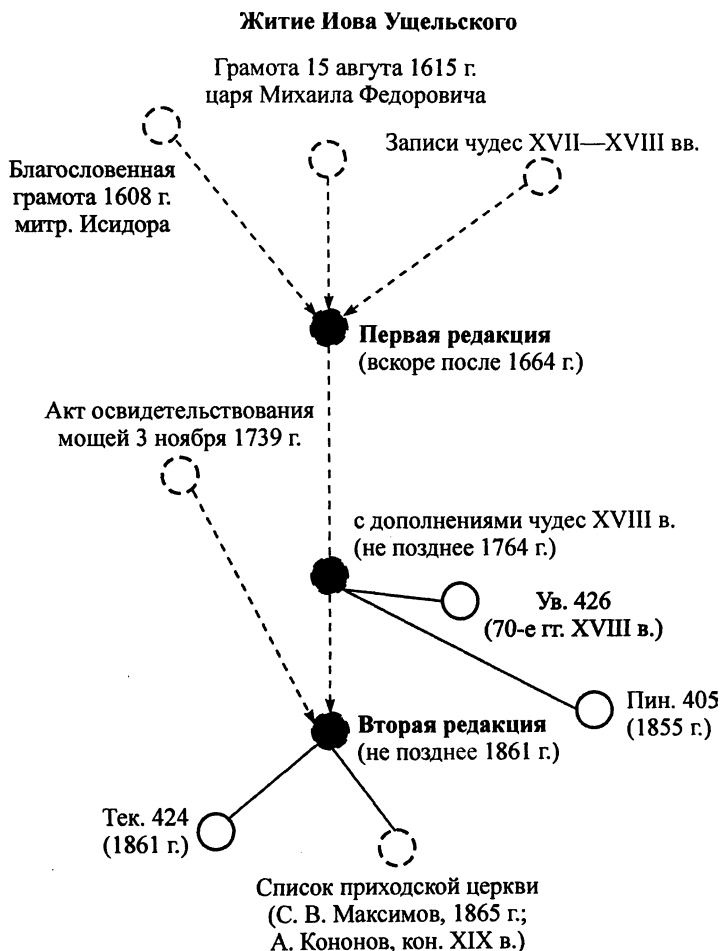 Житие Иова Ущельского
Грамота 15 авгута 1615 г.
царя Михаила Федоровича
Записи чудес XVII—XVIII вв.
Благословенная
грамота 1608 г.
митр. Исидора
Первая редакция
(вскоре после 1664 г.)
Акт освидетельствования
мощей 3 ноября 1739 г.
с дополнениями чудес XVIII в.
(не позднее 1764 г.)
Ув. 426
(70-е гг. XVIII в.)
Пин. 405
(1855 г.)
Вторая редакция
(не позднее 1861 г.)
Тек. 424
(1861 г.)
Список приходской церкви
(С. В. Максимов, 1865 г.;
А. Кононов, кон. XIX в.)